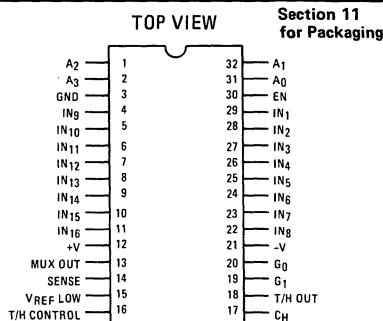 TOP VIEW
Section 11
for Packaging
A2 1 32 A1
A3 2 31 A0
GND 3 30 EN
IN9 4 29 IN1
IN10 5 28 IN2
IN11 6 27 IN3
IN12 7 26 IN4
IN13 8 25 IN5
IN14 9 24 IN6
IN15 10 23 IN7
IN16 11 22 IN8
+V 12 21 -V
MUX OUT 13 20 G0
SENSE 14 19 G1
VREF LOW 15 18 T/H OUT
T/H CONTROL 16 17 CH